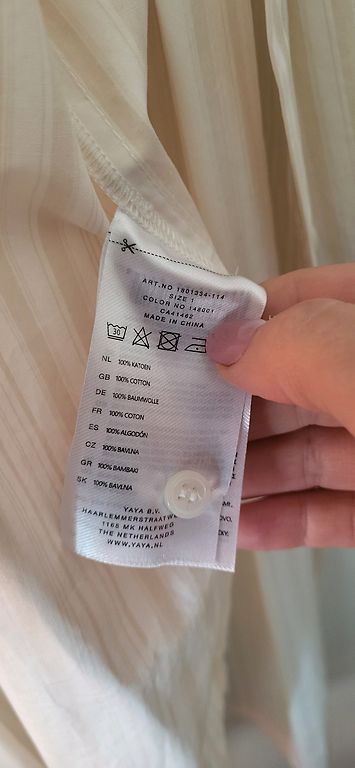 ART.NO 1801334-114
SIZE 1
COLOR NO 148001
CA41462
MADE IN CHINA
30
NL 100% KATOEN
GB 100% COTTON
DE 100% BAUMWOLLE
FR 100% COTON
ES 100% ALGODÓN
CZ 100% BAVLNA
GR 100% BAMBAKI
SK 100% BAVLNA
YAYA B.V.
HAARLEMMERSTRAATWE
1165 MK HALFWEG
THE NETHERLANDS
WWW.YAYA.NL